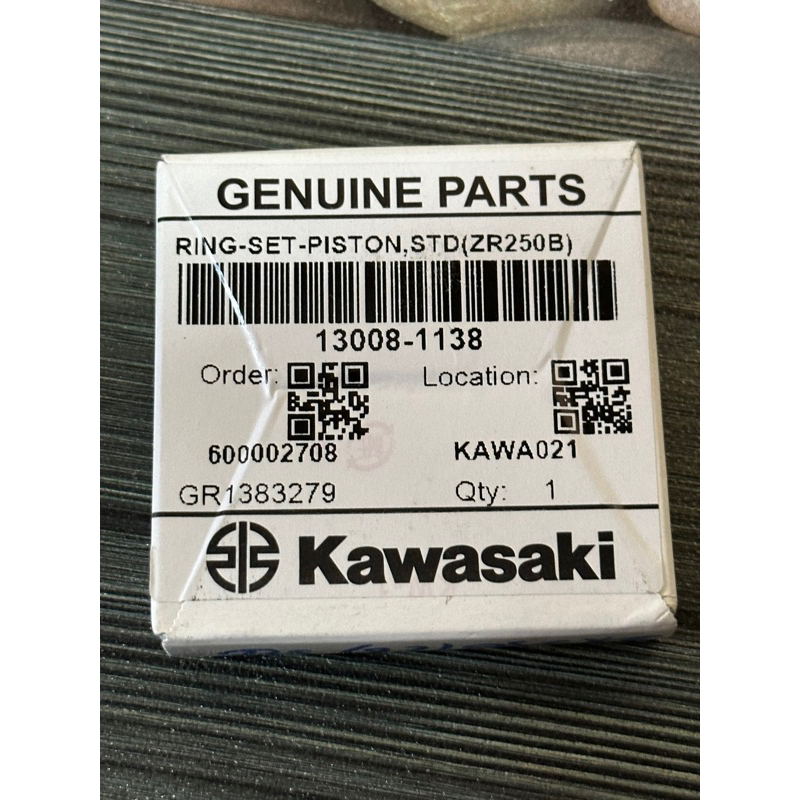 GENUINE PARTS
RING-SET-PISTON,STD(ZR250B)
13008-1138
Order: Location:
600002708 KAWA021
GR1383279 Qty: 1
Kawasaki